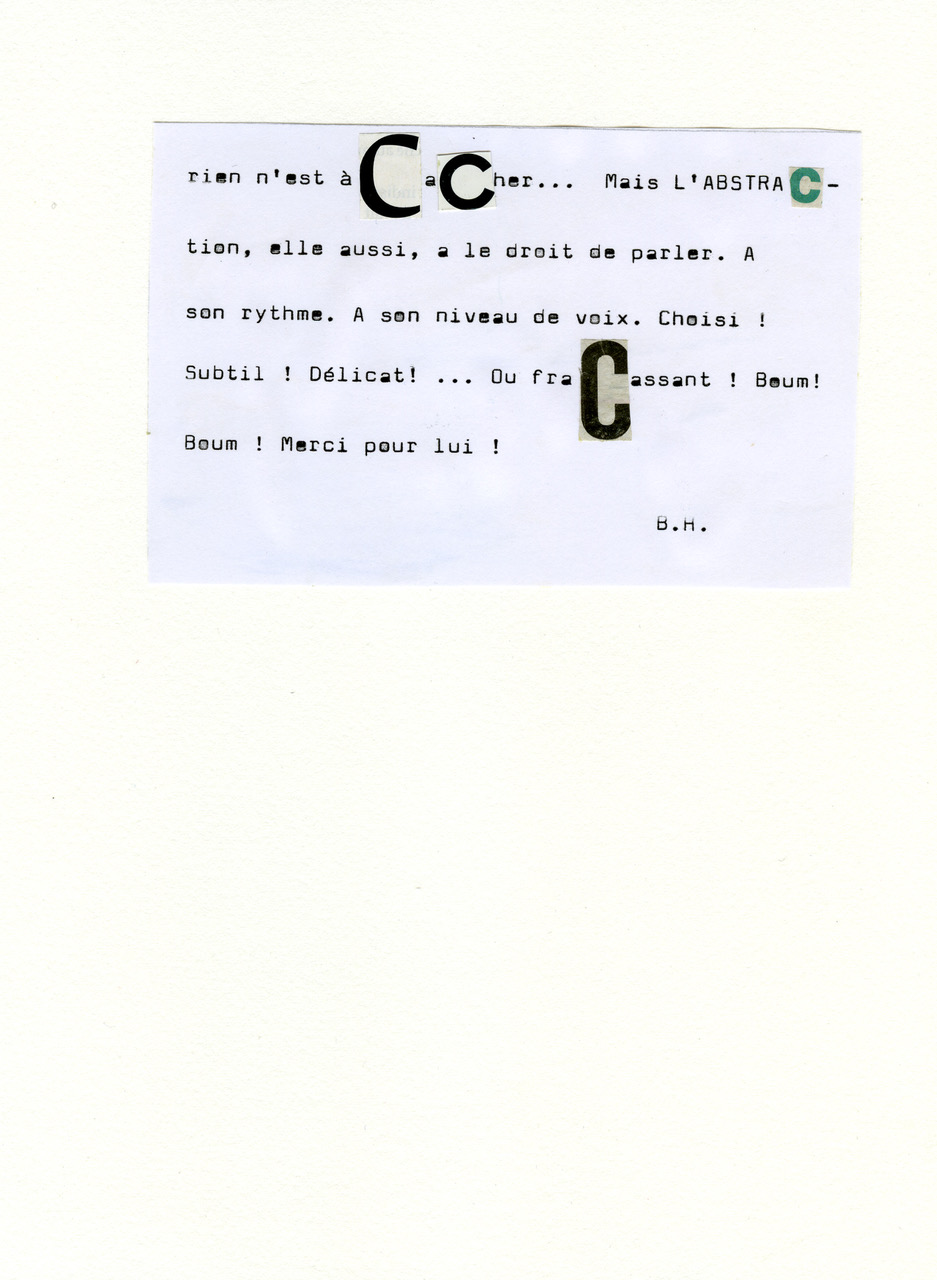 rien n'est à CaCher... Mais L'ABSTRAC-
tion, elle aussi, a le droit de parler. A
son rythme. A son niveau de voix. Choisi !
Subtil ! Délicat! ... Ou fraCassant ! Boum!
Boum ! Merci pour lui !
B.H.